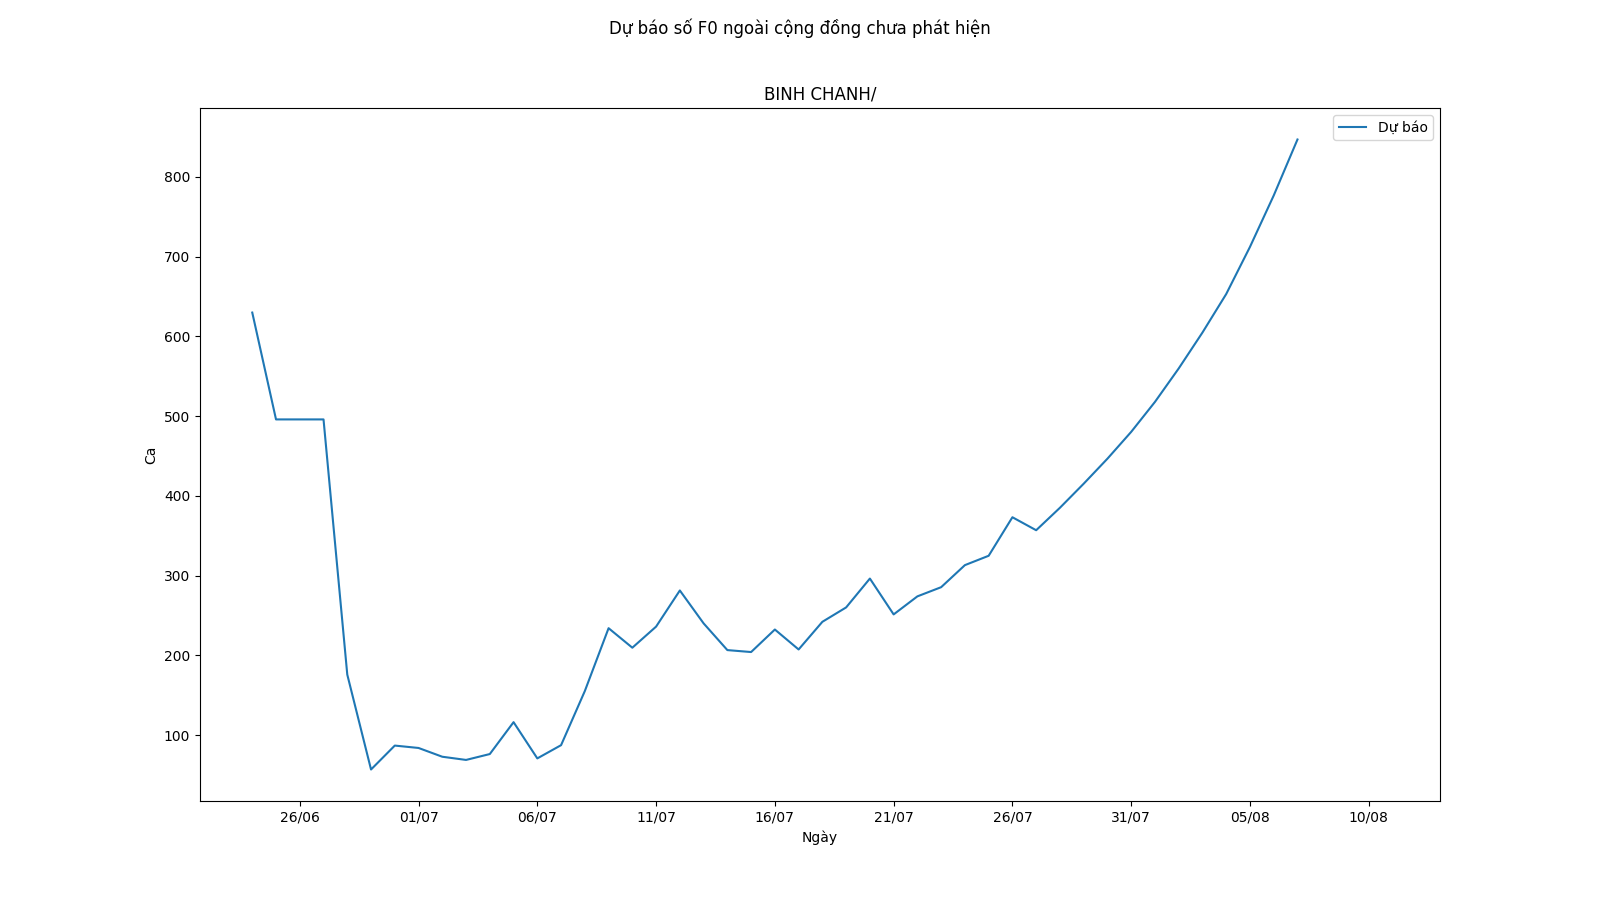 Dự báo số F0 ngoài cộng đồng chưa phát hiện
BINH CHANH/
Dự báo
800
700
600
500
400
300
200
100
Ca
26/06 01/07 06/07 11/07 16/07 21/07 26/07 31/07 05/08 10/08
Ngày